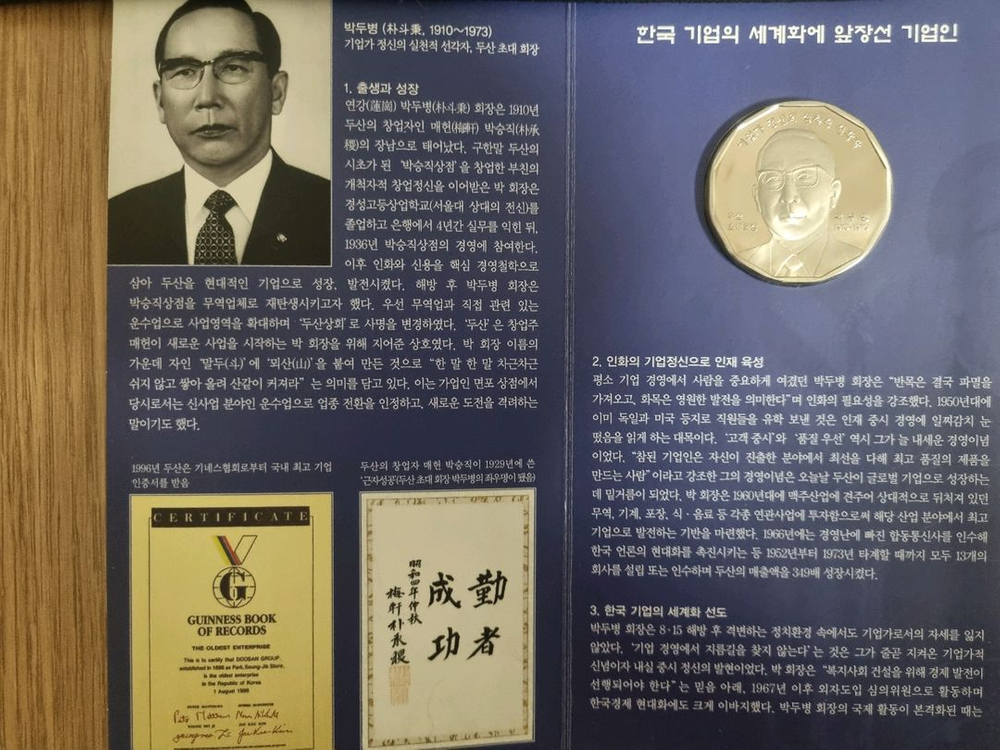 박두병 (朴斗秉, 1910~1973)
기업가 정신의 실천적 선각자, 두산 초대 회장
1. 출생과 성장
연강(蓮崗) 박두병(朴斗秉) 회장은 1910년
두산의 창업자인 매헌(梅軒) 박승직(朴承
稷)의 장남으로 태어났다. 구한말 두산의
시초가 된 '박승직상점'을 창업한 부친의
개척자적 창업정신을 이어받은 박 회장은
경성고등상업학교(서울대 상대의 전신)를
졸업하고 은행에서 4년간 실무를 익힌 뒤,
1936년 박승직상점의 경영에 참여한다.
이후 인화와 신용을 핵심 경영철학으로
삼아 두산을 현대적인 기업으로 성장, 발전시켰다. 해방 후 박두병 회장은
박승직상점을 무역업체로 재탄생시키고자 했다. 우선 무역업과 직접 관련 있는
운수업으로 사업영역을 확대하며 '두산상회'로 사명을 변경하였다. '두산'은 창업주
매헌이 새로운 사업을 시작하는 박 회장을 위해 지어준 상호였다. 박 회장 이름의
가운데 자인 '말두(斗)'에 '뫼산(山)'을 붙여 만든 것으로 "한 말 한 말 차근차근
쉬지 않고 쌓아 올려 산같이 커져라" 는 의미를 담고 있다. 이는 가업인 면포 상점에서
당시로서는 신사업 분야인 운수업으로 업종 전환을 인정하고, 새로운 도전을 격려하는
말이기도 했다.
1996년 두산은 기네스협회로부터 국내 최고 기업
인증서를 받음
CERTIFICATE
G
GUINNESS BOOK
OF RECORDS
THE OLDEST ENTERPRISE
This is to certify that DOOSAN GROUP,
established in 1896 as Park, Seung-Jik Store,
is the oldest enterprise
in the Republic of Korea
1 August 1995
두산의 창업자 매헌 박승직이 1929년에 쓴
'근자성공'(두산 초대 회장 박두병의 좌우명이 됐음)
勤者
成功
昭和四年仲秋
梅軒朴承稷
한국 기업의 세계화에 앞장선 기업인
2. 인화의 기업정신으로 인재 육성
평소 기업 경영에서 사람을 중요하게 여겼던 박두병 회장은 "반목은 결국 파멸을
가져오고, 화목은 영원한 발전을 의미한다"며 인화의 필요성을 강조했다. 1950년대에
이미 독일과 미국 등지로 직원들을 유학 보낸 것은 인재 중시 경영에 일찌감치 눈
떴음을 읽게 하는 대목이다. '고객 중시'와 '품질 우선' 역시 그가 늘 내세운 경영이념
이었다. "참된 기업인은 자신이 진출한 분야에서 최선을 다해 최고 품질의 제품을
만드는 사람" 이라고 강조한 그의 경영이념은 오늘날 두산이 글로벌 기업으로 성장하는
데 밑거름이 되었다. 박 회장은 1960년대에 맥주산업에 견주어 상대적으로 뒤처져 있던
무역, 기계, 포장, 식·음료 등 각종 연관사업에 투자함으로써 해당 산업 분야에서 최고
기업으로 발전하는 기반을 마련했다. 1966년에는 경영난에 빠진 합동통신사를 인수해
한국 언론의 현대화를 촉진시키는 등 1952년부터 1973년 타계할 때까지 모두 13개의
회사를 설립 또는 인수하며 두산의 매출액을 349배 성장시켰다.
3. 한국 기업의 세계화 선도
박두병 회장은 8·15 해방 후 격변하는 정치환경 속에서도 기업가로서의 자세를 잃지
않았다. '기업 경영에서 지름길을 찾지 않는다'는 것은 그가 줄곧 지켜온 기업가적
신념이자 내실 중시 정신의 발현이었다. 박 회장은 "복지사회 건설을 위해 경제 발전이
선행되어야 한다"는 믿음 아래, 1967년 이후 외자도입 심의위원으로 활동하며
한국경제 현대화에도 크게 이바지했다. 박두병 회장의 국제 활동이 본격화된 때는